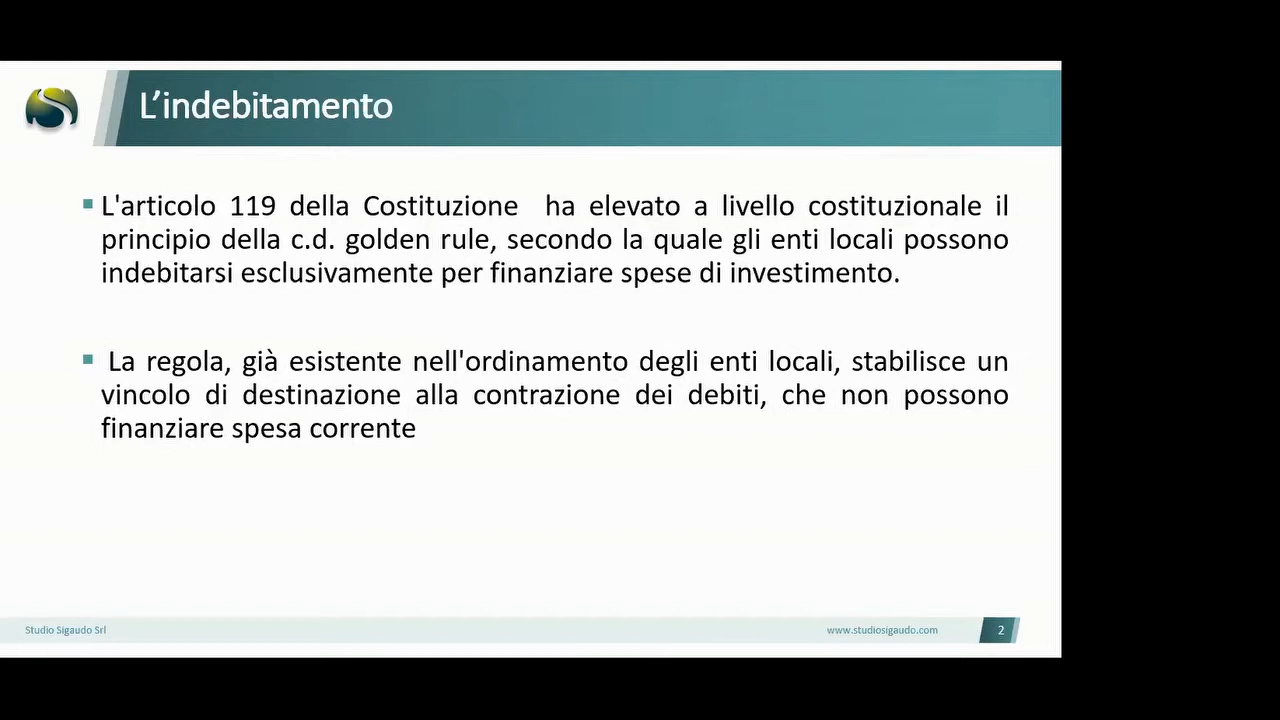 L’indebitamento
L'articolo 119 della Costituzione ha elevato a livello costituzionale il
principio della c.d. golden rule, secondo la quale gli enti locali possono
indebitarsi esclusivamente per finanziare spese di investimento.
La regola, già esistente nell'ordinamento degli enti locali, stabilisce un
vincolo di destinazione alla contrazione dei debiti, che non possono
finanziare spesa corrente
Studio Sigaudo Srl
www.studiosigaudo.com
2